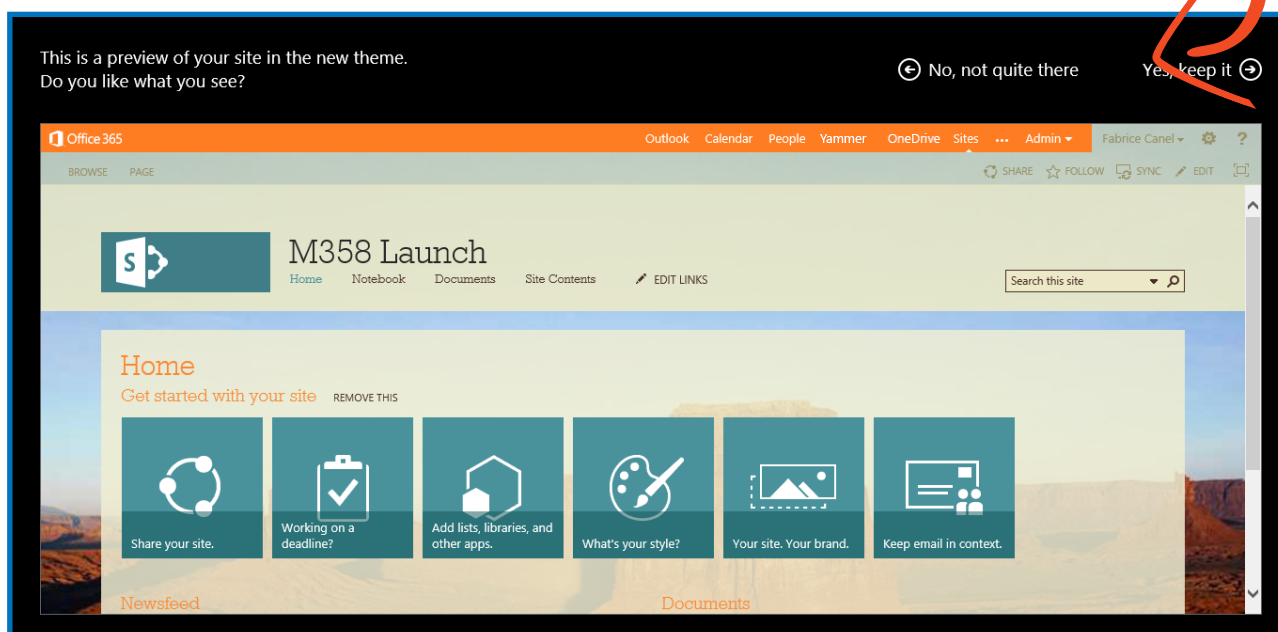 This is a preview of your site in the new theme.
Do you like what you see?
No, not quite there
Yes, keep it
Office 365
Outlook Calendar People Yammer OneDrive Sites ... Admin Fabrice Canel ?
BROWSE PAGE
SHARE FOLLOW SYNC EDIT
S
M358 Launch
Home Notebook Documents Site Contents EDIT LINKS
Search this site
Home
Get started with your site REMOVE THIS
Share your site.
Working on a
deadline?
Add lists, libraries, and
other apps.
What's your style?
Your site. Your brand.
Keep email in context.
Newsfeed
Documents